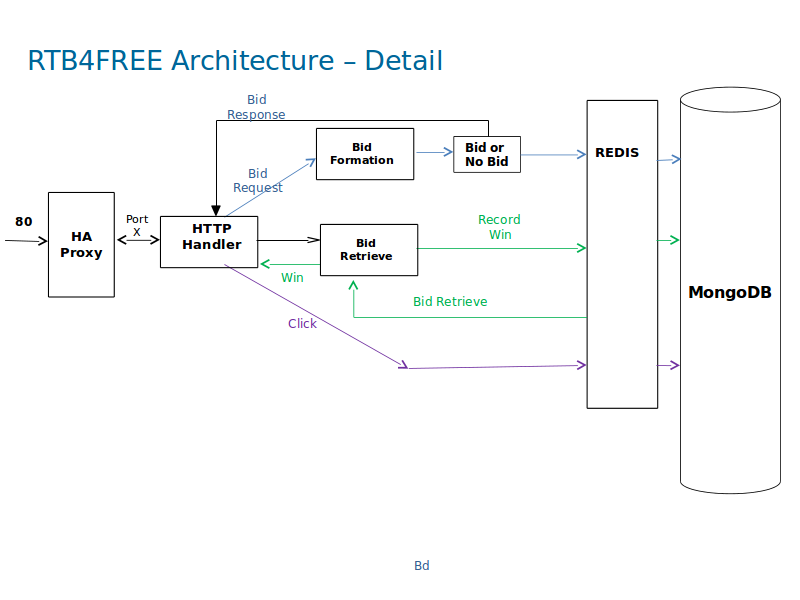 RTB4FREE Architecture – Detail
Bid
Response
Bid
Formation
Bid or
No Bid
REDIS
Bid
Request
80
HA
Proxy
Port
X
HTTP
Handler
Bid
Retrieve
Record
Win
Win
Bid Retrieve
MongoDB
Click
Bd